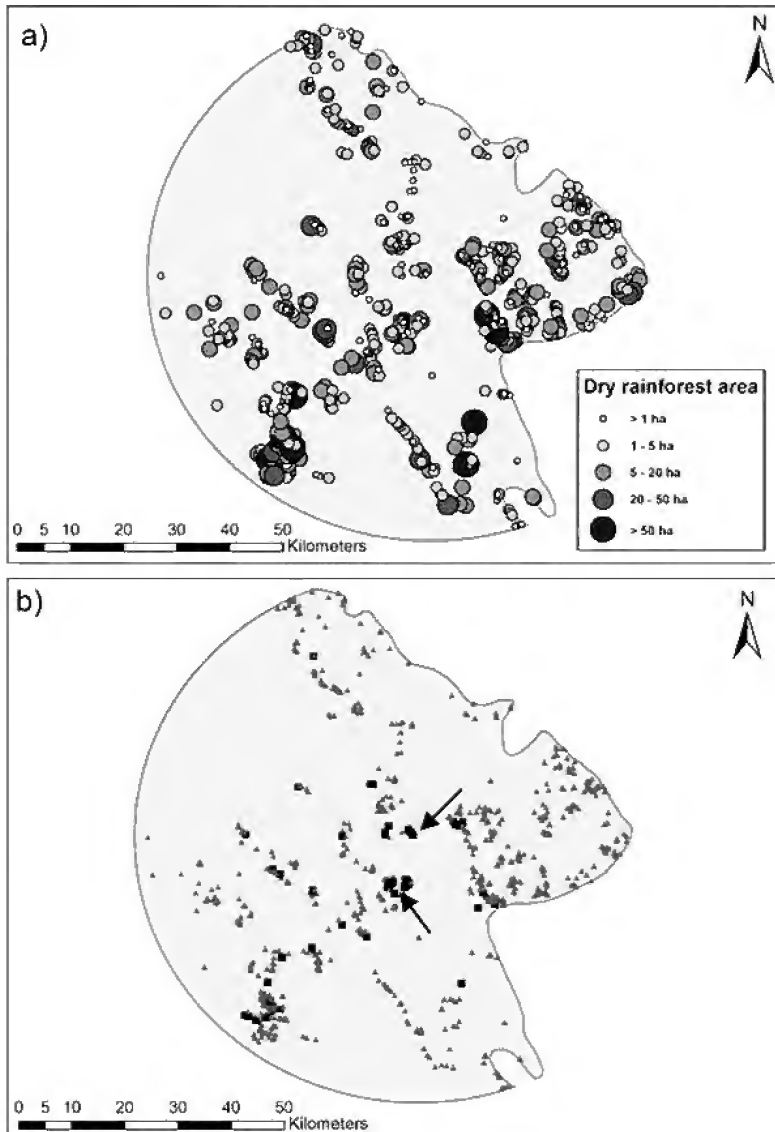 a)
N
Dry rainforest area
> 1 ha
1 - 5 ha
5 - 20 ha
20 - 50 ha
> 50 ha
0 5 10 20 30 40 50
Kilometers
b)
N
0 5 10 20 30 40 50
Kilometers